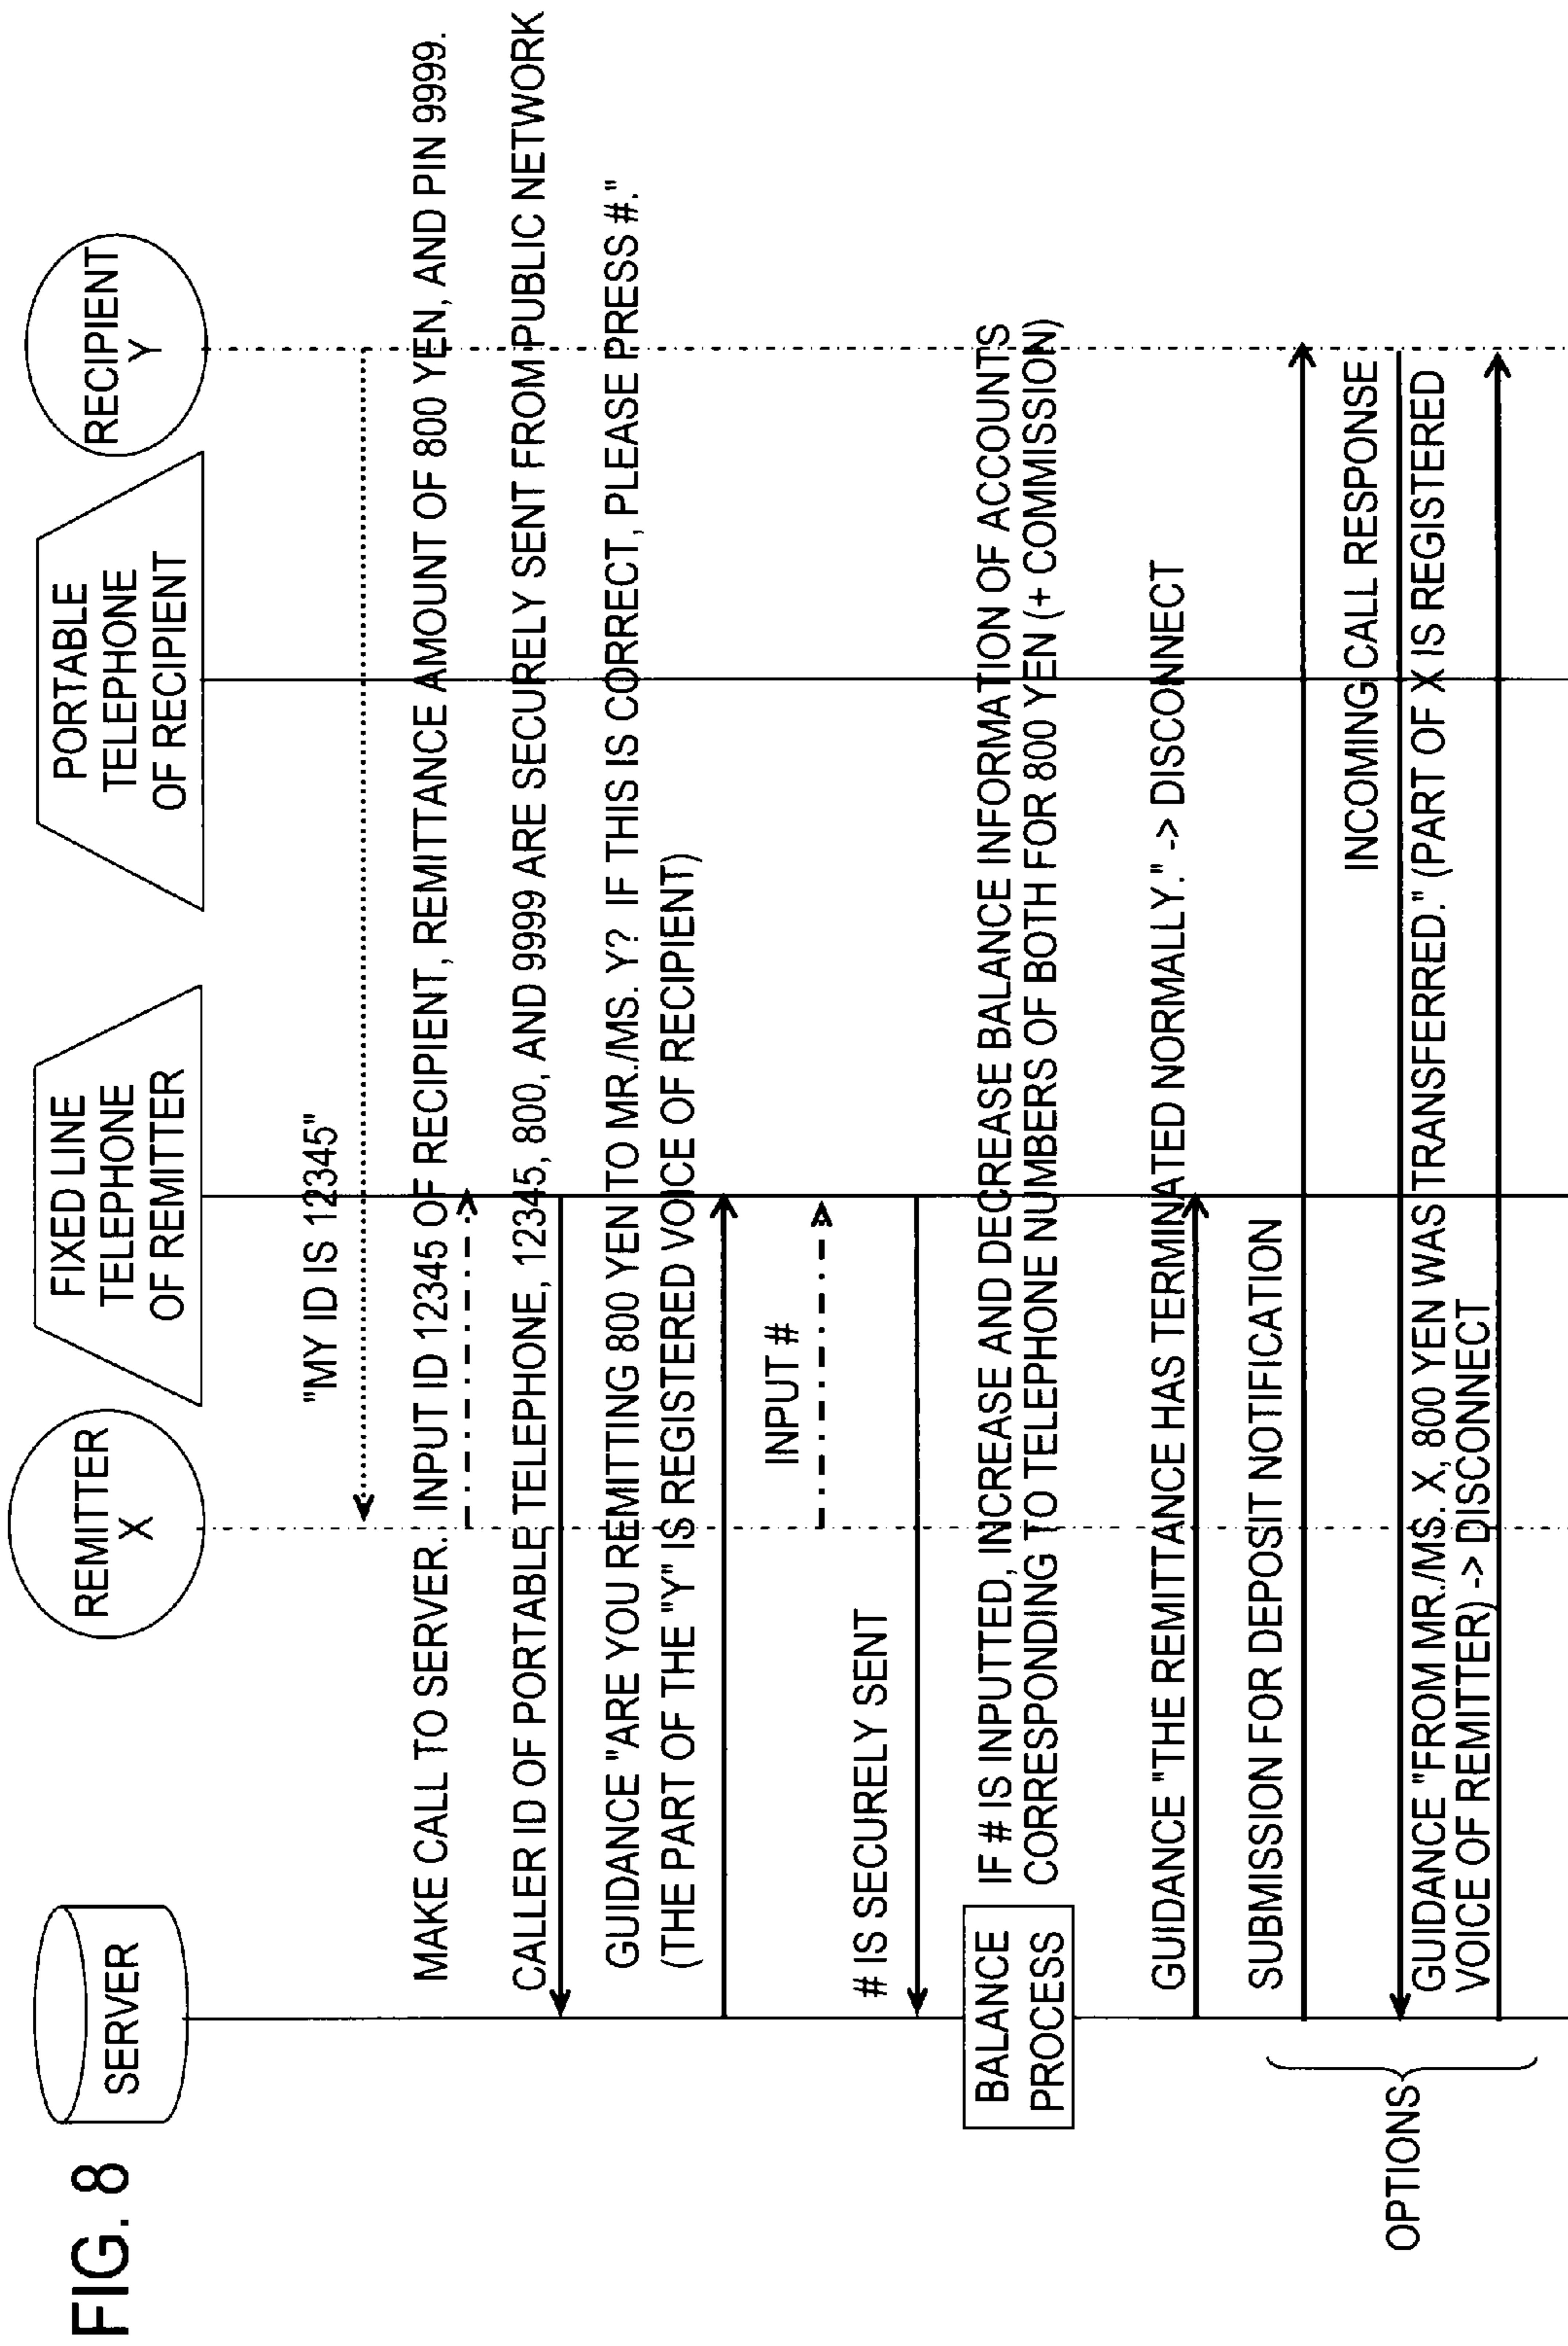 FIG. 8
SERVER
REMITTER
X
FIXED LINE
TELEPHONE
OF REMITTER
PORTABLE
TELEPHONE
OF RECIPIENT
RECIPIENT
Y
"MY ID IS 12345"
MAKE CALL TO SERVER. INPUT ID 12345 OF RECIPIENT, REMITTANCE AMOUNT OF 800 YEN, AND PIN 9999.
CALLER ID OF PORTABLE TELEPHONE, 12345, 800, AND 9999 ARE SECURELY SENT FROM PUBLIC NETWORK
GUIDANCE "ARE YOU REMITTING 800 YEN TO MR./MS. Y? IF THIS IS CORRECT, PLEASE PRESS #."
(THE PART OF THE "Y" IS REGISTERED VOICE OF RECIPIENT)
INPUT #
# IS SECURELY SENT
BALANCE
PROCESS
IF # IS INPUTTED, INCREASE AND DECREASE BALANCE INFORMATION OF ACCOUNTS
CORRESPONDING TO TELEPHONE NUMBERS OF BOTH FOR 800 YEN (+ COMMISSION)
GUIDANCE "THE REMITTANCE HAS TERMINATED NORMALLY." -> DISCONNECT
SUBMISSION FOR DEPOSIT NOTIFICATION
OPTIONS
INCOMING CALL RESPONSE
GUIDANCE "FROM MR./MS. X, 800 YEN WAS TRANSFERRED." (PART OF X IS REGISTERED
VOICE OF REMITTER) -> DISCONNECT